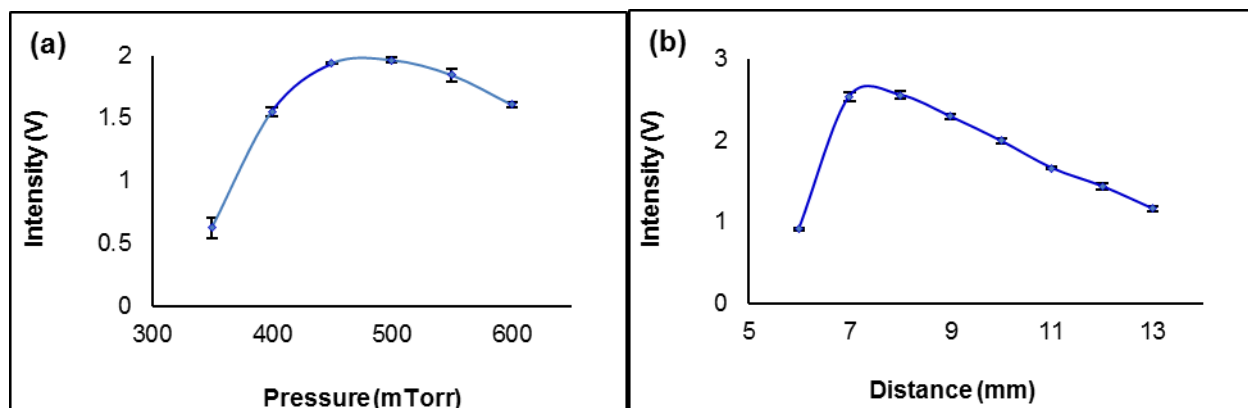 (a)
Intensity (V)
2
1.5
1
0.5
0
300 400 500 600
Pressure (mTorr)
(b)
Intensity (V)
3
2
1
0
5 7 9 11 13
Distance (mm)